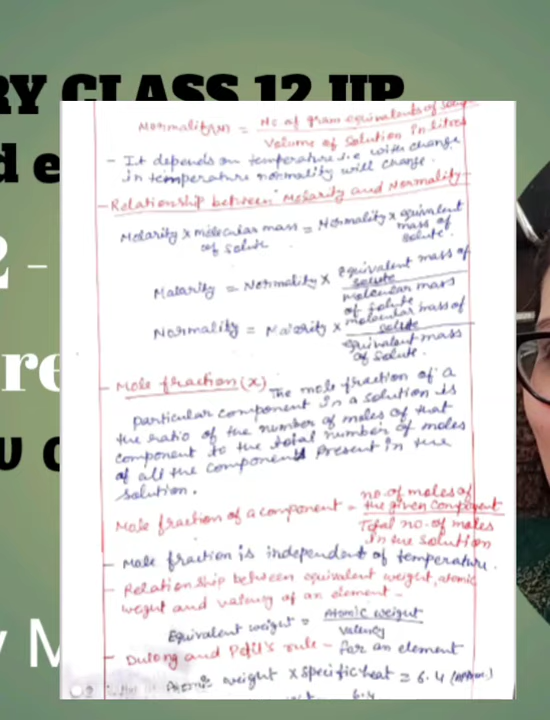 RY CLASS 12 UP
d e
2 -
re
U C
y M
Normality(N) = No of gram equivalents of
Volume of Solution in litres
- It depends on temperature i.e with change
in temperature normality will change.
- Relationship between Molarity and Normality-
Molarity x molecular mass = Normality x equivalent
of solute mass of
solute.
Molarity = Normality x equivalent mass of
solute
molecular mass
of solute
Normality = Molarity x molecular mass of
solute
equivalent mass
of solute.
- Mole fraction (x) The mole fraction of a
particular component in a solution is
the ratio of the number of moles of that
component to the total number of moles
of all the components present in the
solution.
Mole fraction of a component = no. of moles of
the given component
Total no. of moles
in the solution
- Mole fraction is independent of temperature.
- Relationship between equivalent weight, atomic
weight and valency of an element -
Equivalent weight = Atomic weight
valency
- Dulong and Petit's rule - for an element
Atomic weight x specific heat = 6.4 (approx.)
6.4